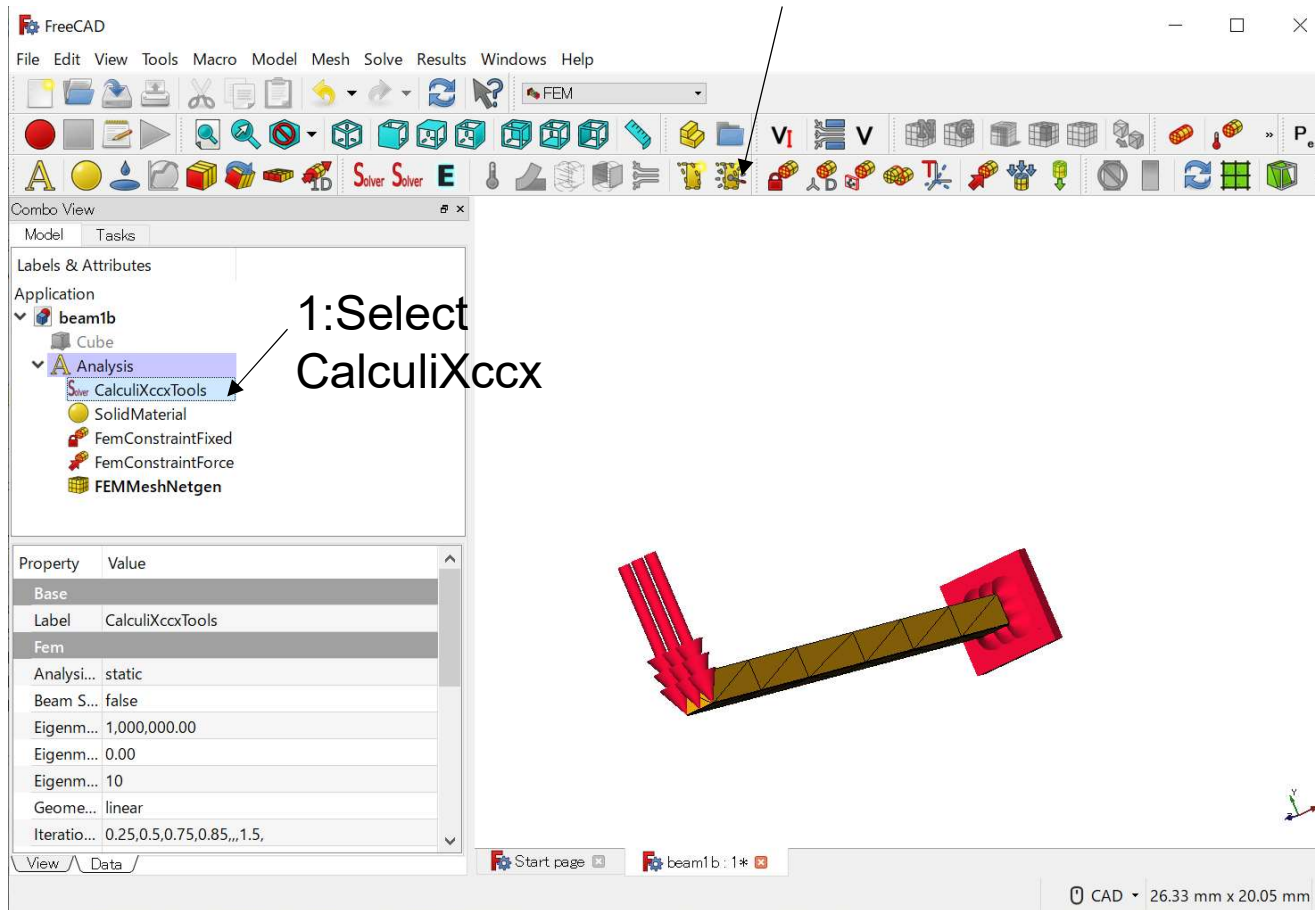 FreeCAD
File Edit View Tools Macro Model Mesh Solve Results Windows Help
FEM
VI V » Pe
A D Solver Solver E D
Combo View
Model Tasks
Labels & Attributes
Application
beam1b
Cube
A Analysis
Solver CalculiXccxTools
SolidMaterial
FemConstraintFixed
FemConstraintForce
FEMMeshNetgen
1:Select
CalculiXccx
Property Value
Base
Label CalculiXccxTools
Fem
Analysi... static
Beam S... false
Eigenm... 1,000,000.00
Eigenm... 0.00
Eigenm... 10
Geome... linear
Iteratio... 0.25,0.5,0.75,0.85,,,1.5,
View Data
Start page
beam1b : 1*
Y
CAD 26.33 mm x 20.05 mm